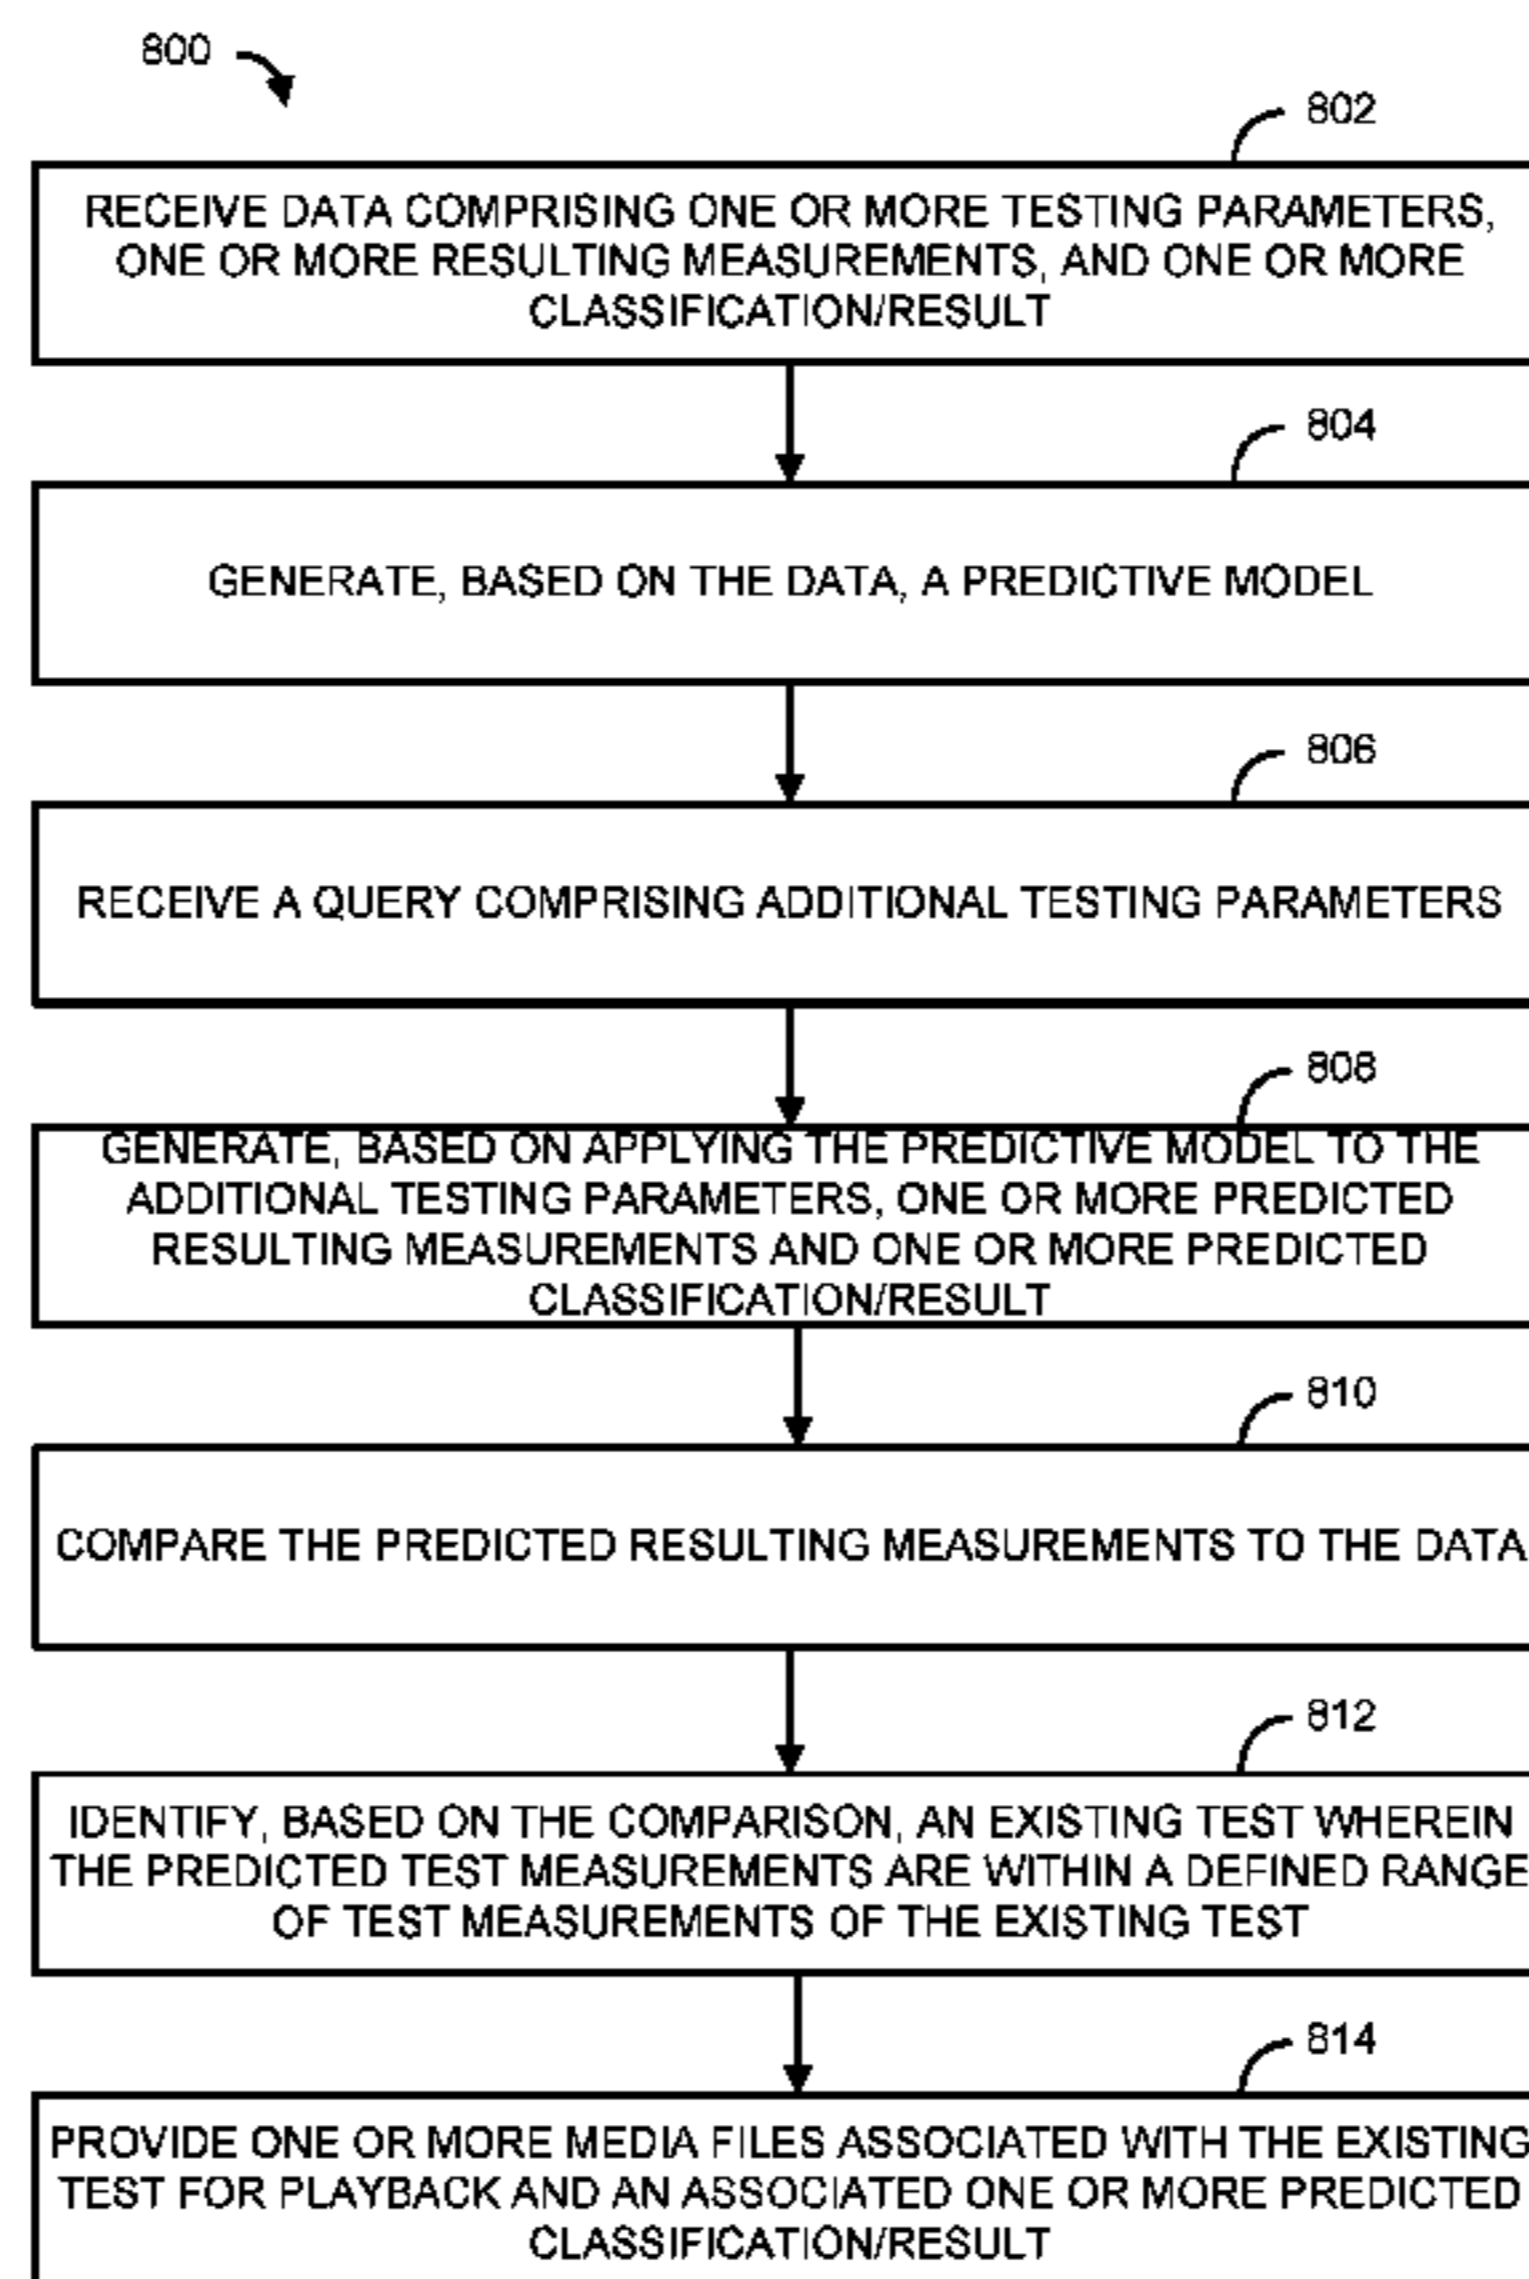 800
802
RECEIVE DATA COMPRISING ONE OR MORE TESTING PARAMETERS,
ONE OR MORE RESULTING MEASUREMENTS, AND ONE OR MORE
CLASSIFICATION/RESULT
804
GENERATE, BASED ON THE DATA, A PREDICTIVE MODEL
806
RECEIVE A QUERY COMPRISING ADDITIONAL TESTING PARAMETERS
808
GENERATE, BASED ON APPLYING THE PREDICTIVE MODEL TO THE
ADDITIONAL TESTING PARAMETERS, ONE OR MORE PREDICTED
RESULTING MEASUREMENTS AND ONE OR MORE PREDICTED
CLASSIFICATION/RESULT
810
COMPARE THE PREDICTED RESULTING MEASUREMENTS TO THE DATA
812
IDENTIFY, BASED ON THE COMPARISON, AN EXISTING TEST WHEREIN
THE PREDICTED TEST MEASUREMENTS ARE WITHIN A DEFINED RANGE
OF TEST MEASUREMENTS OF THE EXISTING TEST
814
PROVIDE ONE OR MORE MEDIA FILES ASSOCIATED WITH THE EXISTING
TEST FOR PLAYBACK AND AN ASSOCIATED ONE OR MORE PREDICTED
CLASSIFICATION/RESULT